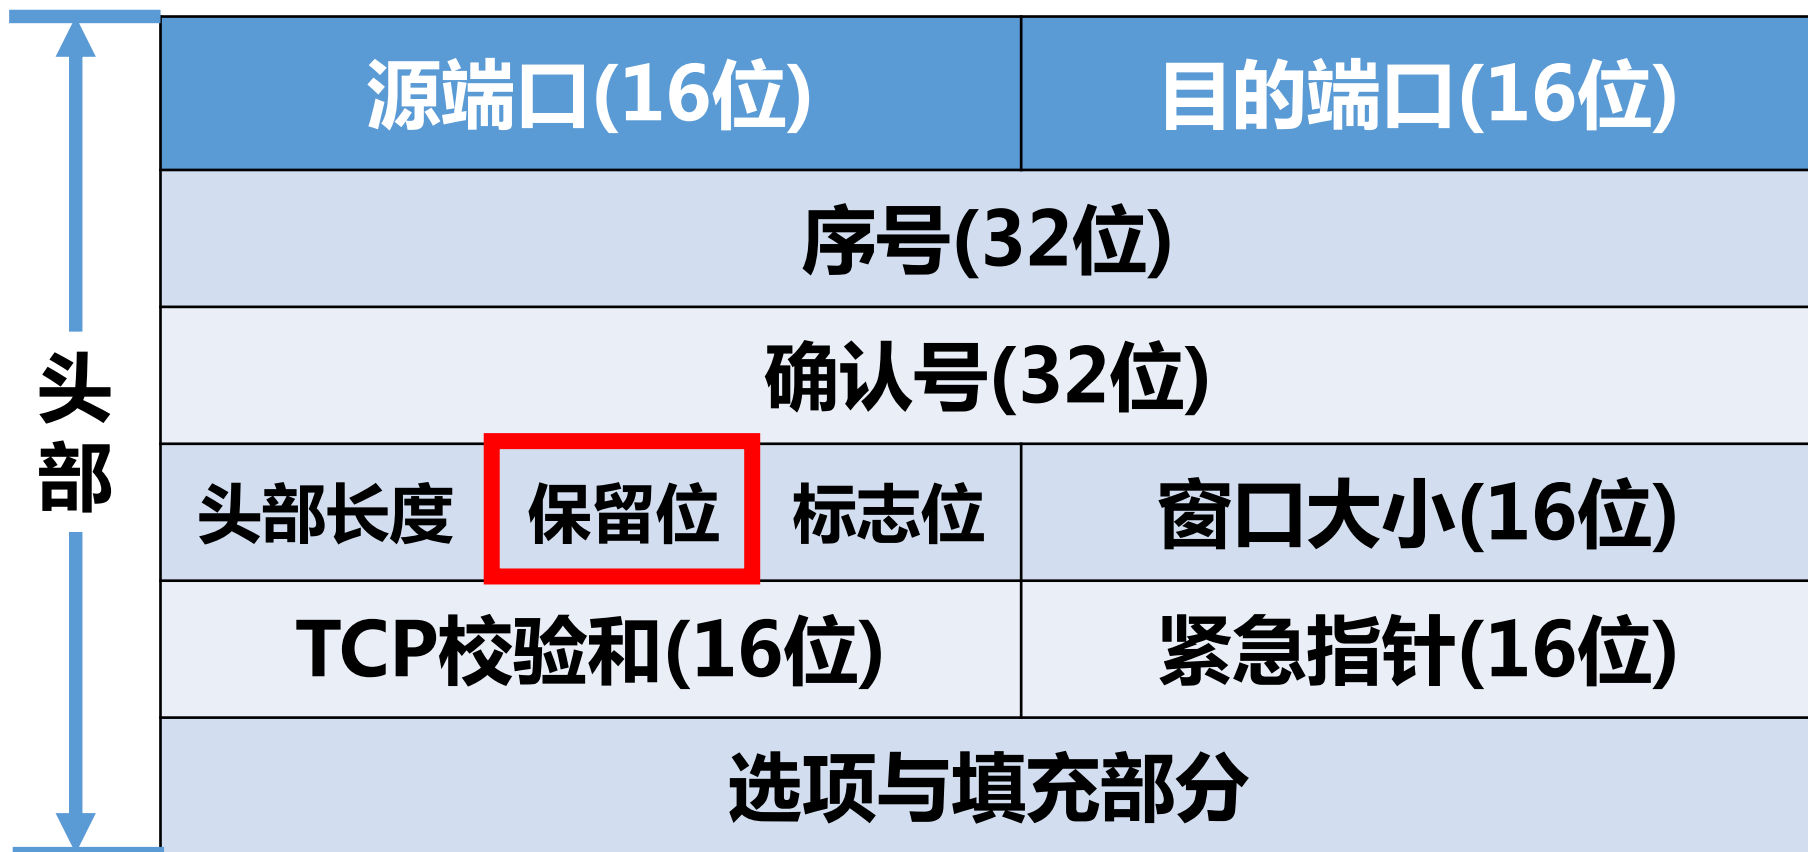 源端口(16位) 目的端口(16位)
序号(32位)
确认号(32位)
头部
头部长度 保留位 标志位 窗口大小(16位)
TCP校验和(16位) 紧急指针(16位)
选项与填充部分